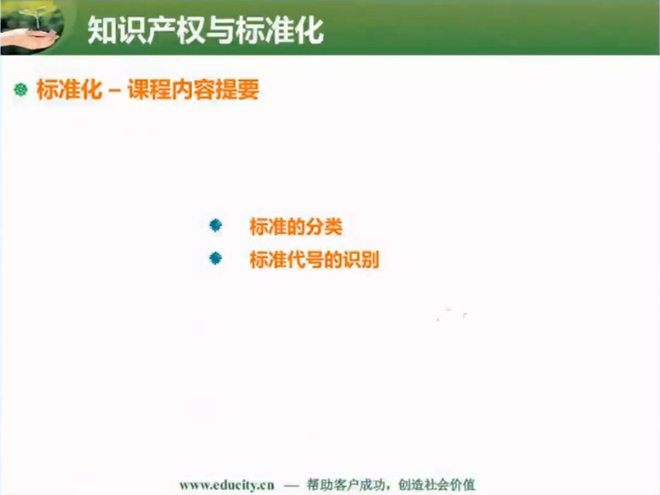 知识产权与标准化
标准化 – 课程内容提要
标准的分类
标准代号的识别
www.educity.cn — 帮助客户成功，创造社会价值